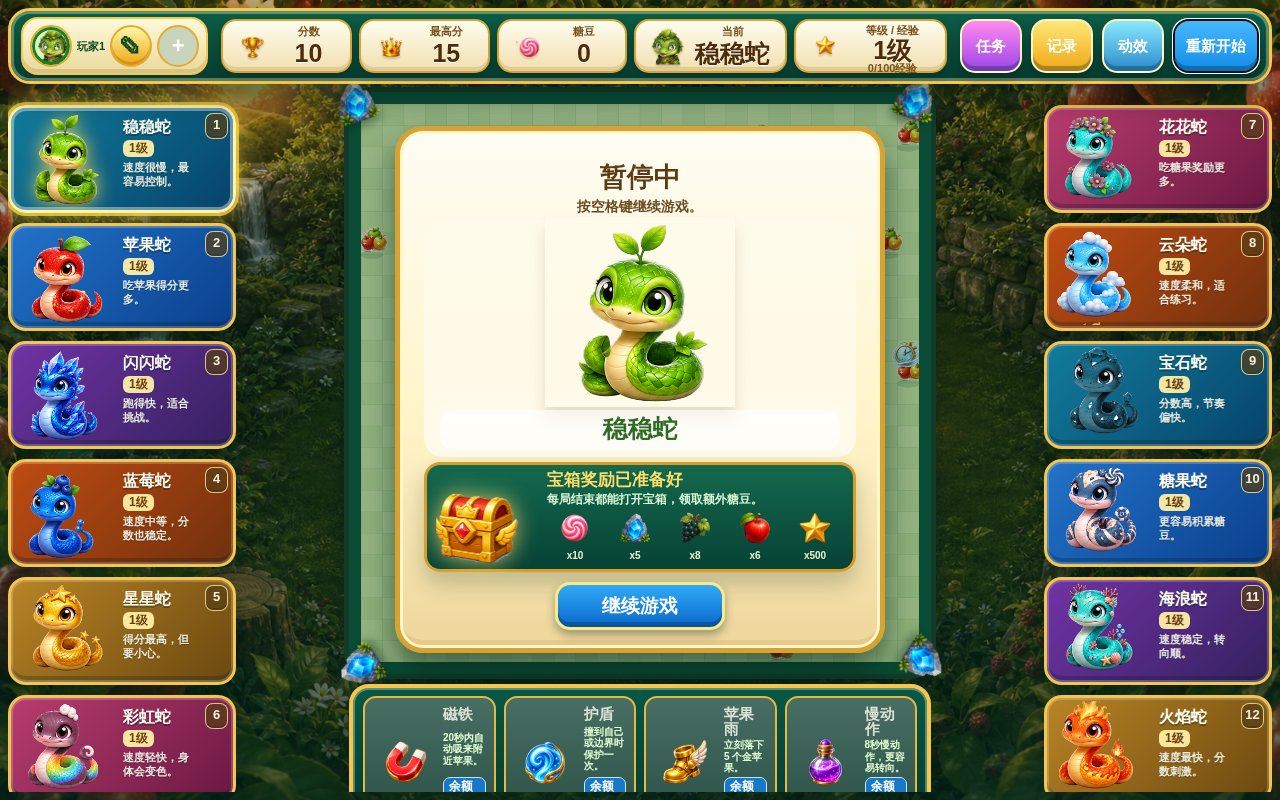 玩家1
✎
+
分数
10
最高分
15
糖豆
0
当前
稳稳蛇
等级 / 经验
1级
0/100经验
任务
记录
动效
重新开始
稳稳蛇
1
1级
速度很慢，最
容易控制。
苹果蛇
2
1级
吃苹果得分更
多。
闪闪蛇
3
1级
跑得快，适合
挑战。
蓝莓蛇
4
1级
速度中等，分
数也稳定。
星星蛇
5
1级
得分最高，但
要小心。
彩虹蛇
6
1级
速度轻快，身
体会变色。
暂停中
按空格键继续游戏。
稳稳蛇
宝箱奖励已准备好
每局结束都能打开宝箱，领取额外糖豆。
x10
x5
x8
x6
x500
继续游戏
磁铁
20秒内自
动吸来附
近苹果。
余额
护盾
撞到自己
或边界时
保护一
次。
余额
苹果
雨
立刻落下
5 个金苹
果。
余额
慢动
作
8秒慢动
作，更容
易转向。
余额
花花蛇
7
1级
吃糖果奖励更
多。
云朵蛇
8
1级
速度柔和，适
合练习。
宝石蛇
9
1级
分数高，节奏
偏快。
糖果蛇
10
1级
更容易积累糖
豆。
海浪蛇
11
1级
速度稳定，转
向顺。
火焰蛇
12
1级
速度最快，分
数刺激。